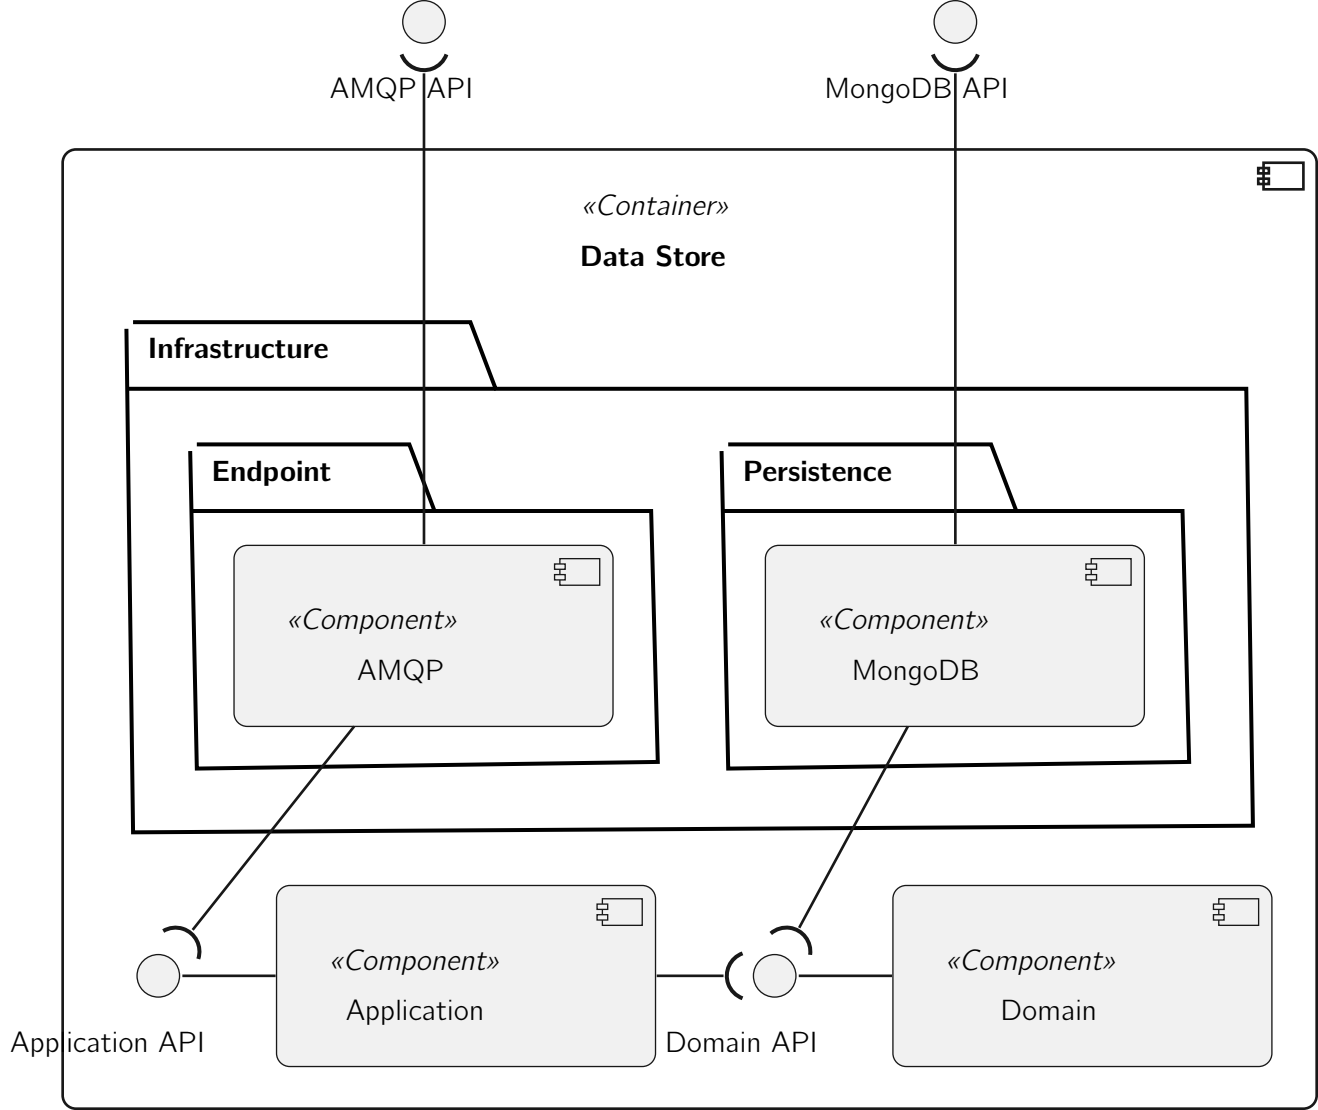 AMQP API
MongoDB API
«Container»
Data Store
Infrastructure
Endpoint
Persistence
«Component»
AMQP
«Component»
MongoDB
«Component»
Application
«Component»
Domain
Application API
Domain API